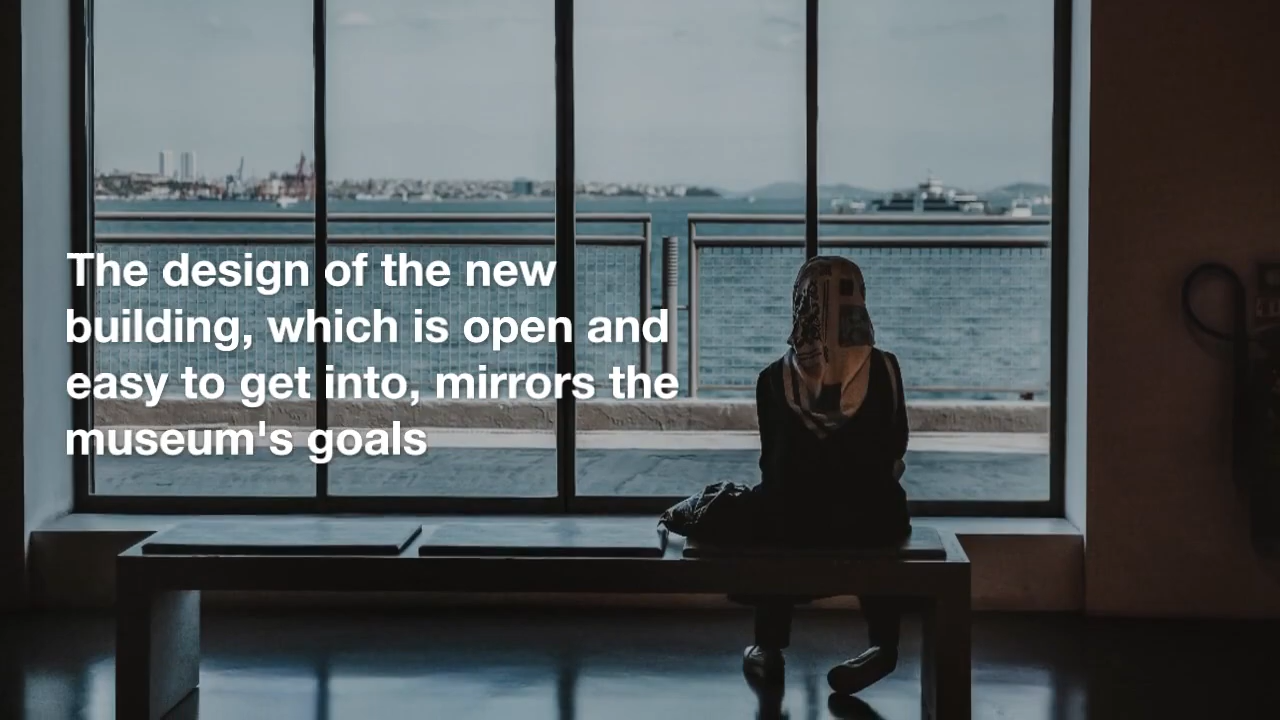 The design of the new
building, which is open and
easy to get into, mirrors the
museum's goals